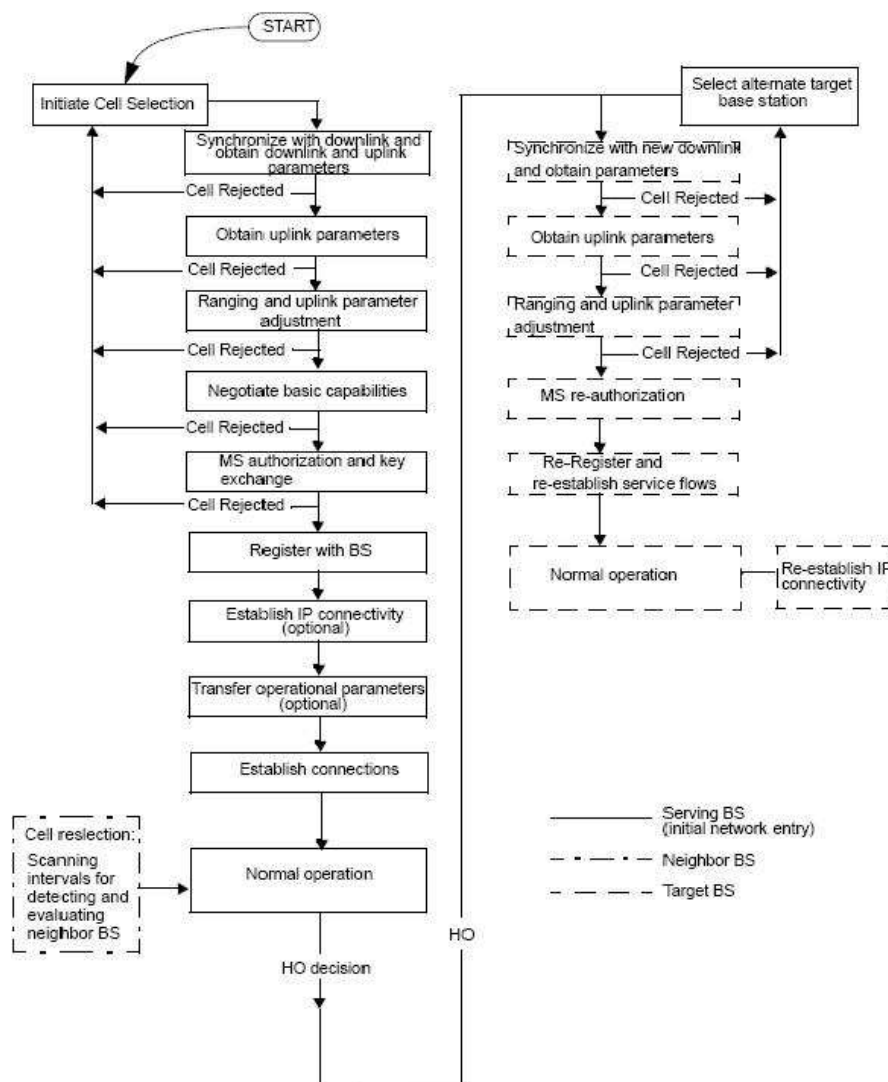 START
Initiate Cell Selection
Synchronize with downlink and
obtain downlink and uplink
parameters
Cell Rejected
Obtain uplink parameters
Cell Rejected
Ranging and uplink parameter
adjustment
Cell Rejected
Negotiate basic capabilities
Cell Rejected
MS authorization and key
exchange
Cell Rejected
Register with BS
Establish IP connectivity
(optional)
Transfer operational parameters
(optional)
Establish connections
Cell reslection:
Scanning
intervals for
detecting and
evaluating
neighbor BS
Normal operation
HO decision
HO
Select alternate target
base station
Synchronize with new downlink
and obtain parameters
Cell Rejected
Obtain uplink parameters
Cell Rejected
Ranging and uplink parameter
adjustment
Cell Rejected
MS re-authorization
Re-Register and
re-establish service flows
Normal operation
Re-establish IP
connectivity
Serving BS
(initial network entry)
Neighbor BS
Target BS